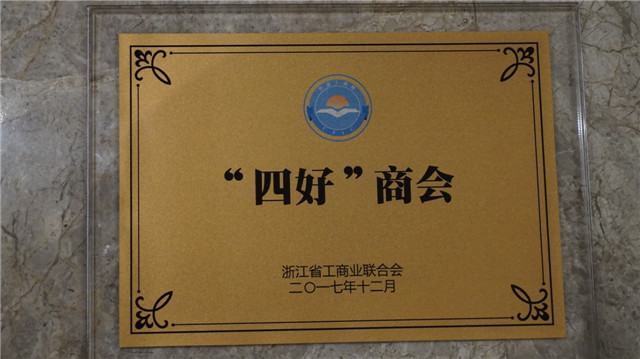 “四好”商会
浙江省工商业联合会
二〇一七年十二月